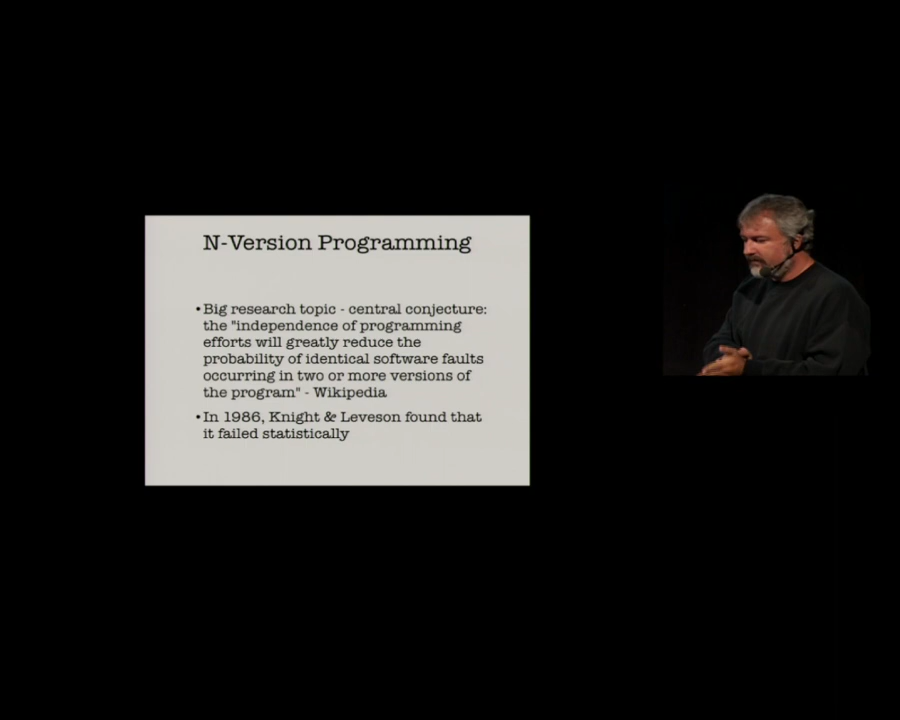 N-Version Programming
•Big research topic - central conjecture:
the "independence of programming
efforts will greatly reduce the
probability of identical software faults
occurring in two or more versions of
the program" - Wikipedia
•In 1986, Knight & Leveson found that
it failed statistically